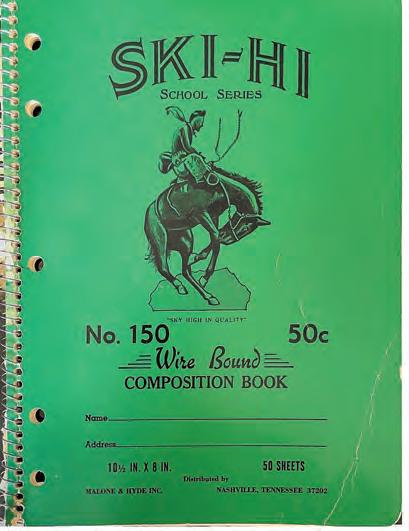 SKI-HI
SCHOOL SERIES
"SKY HIGH IN QUALITY"
No. 150 50c
Wire Bound
COMPOSITION BOOK
Name
Address
10½ IN. X 8 IN. 50 SHEETS
Distributed by
MALONE & HYDE INC. NASHVILLE, TENNESSEE 37202